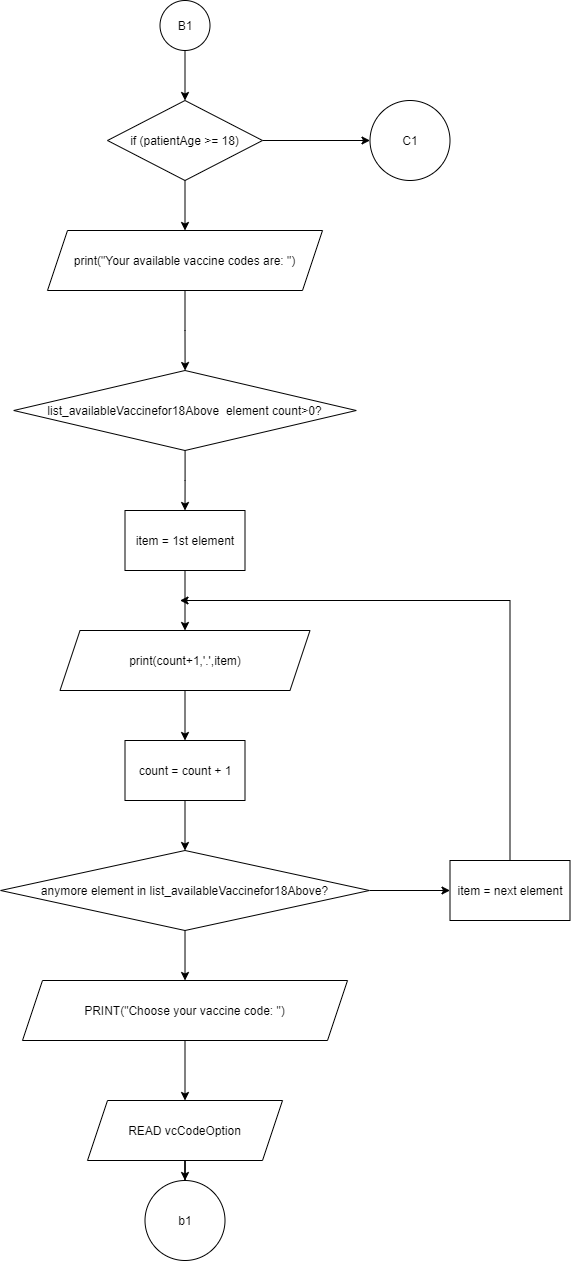 B1
if (patientAge >= 18)
C1
print("Your available vaccine codes are: ")
list_availableVaccinefor18Above  element count>0?
item = 1st element
print(count+1,'.',item)
count = count + 1
anymore element in list_availableVaccinefor18Above?
item = next element
PRINT("Choose your vaccine code: ")
READ vcCodeOption
b1